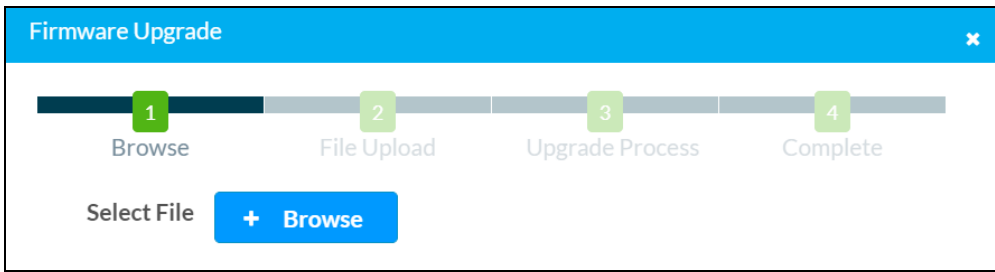 Firmware Upgrade
1 2 3 4
Browse File Upload Upgrade Process Complete
Select File + Browse